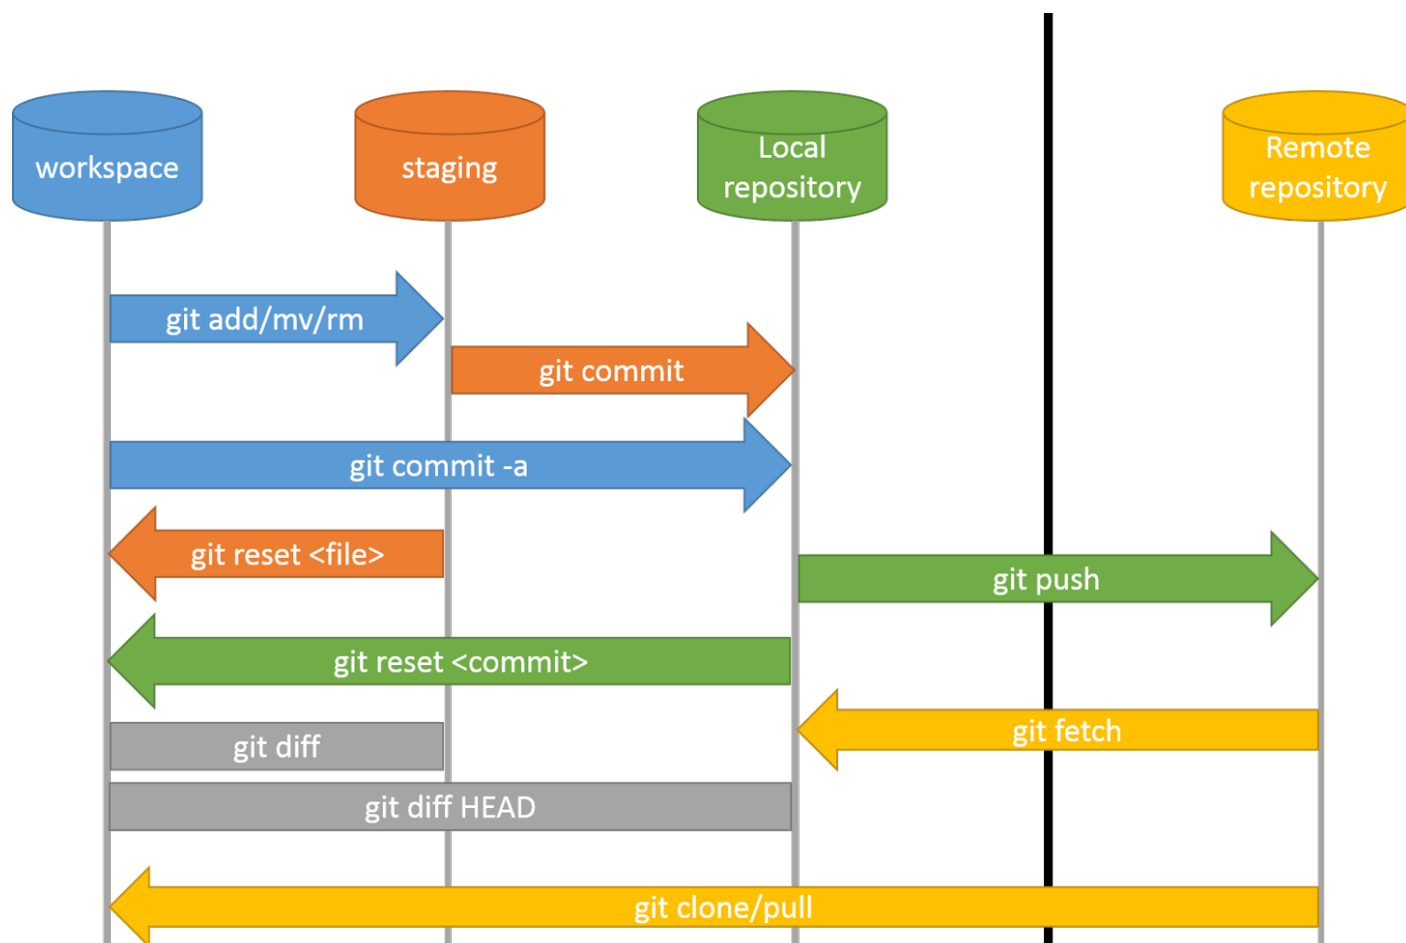 workspace
staging
Local
repository
Remote
repository
git add/mv/rm
git commit
git commit -a
git reset <file>
git push
git reset <commit>
git fetch
git diff
git diff HEAD
git clone/pull